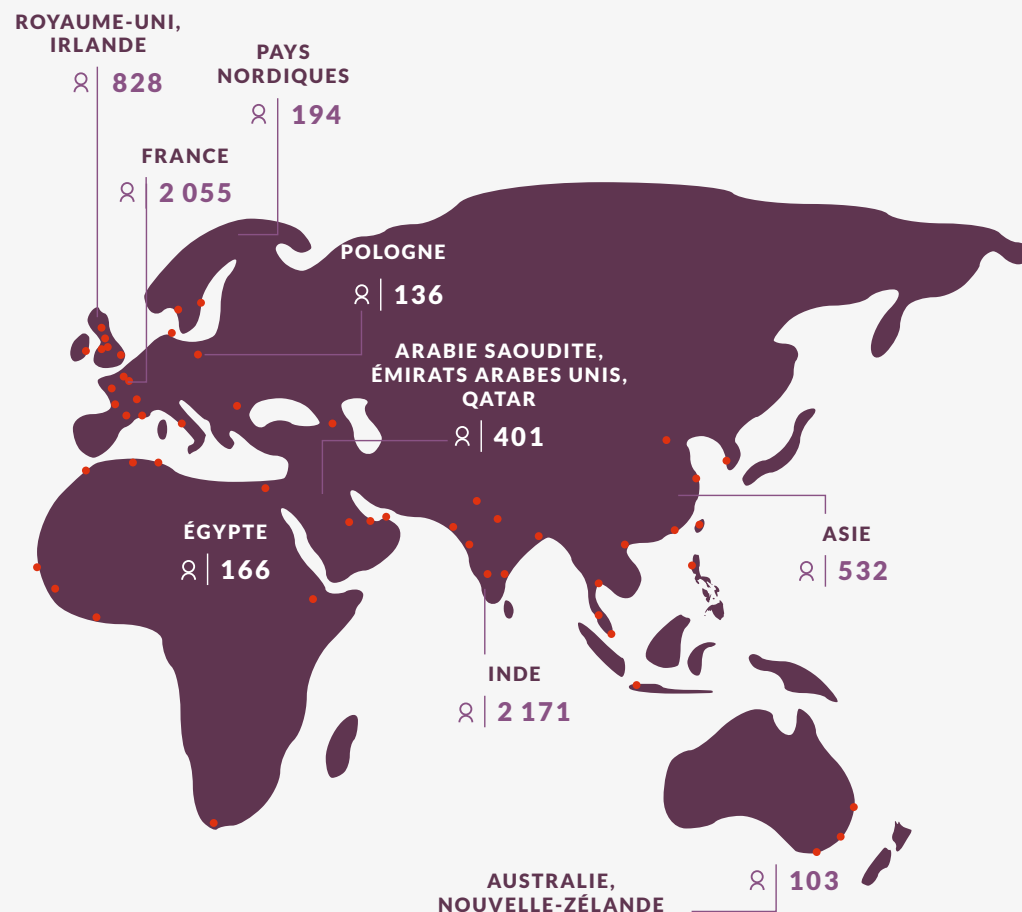 ROYAUME-UNI,
IRLANDE
828
PAYS
NORDIQUES
194
FRANCE
2 055
POLOGNE
136
ARABIE SAOUDITE,
ÉMIRATS ARABES UNIS,
QATAR
401
ÉGYPTE
166
ASIE
532
INDE
2 171
103
AUSTRALIE,
NOUVELLE-ZÉLANDE